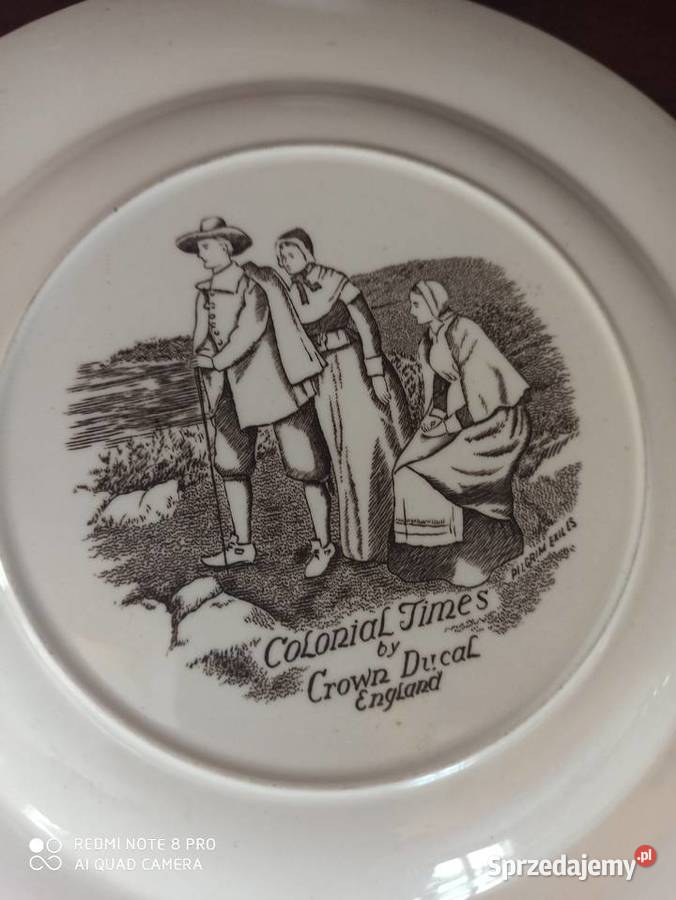 PILGRIM EXILES
Colonial Times
by
Crown Ducal
England
REDMI NOTE 8 PRO
AI QUAD CAMERA
Sprzedajemy.pl